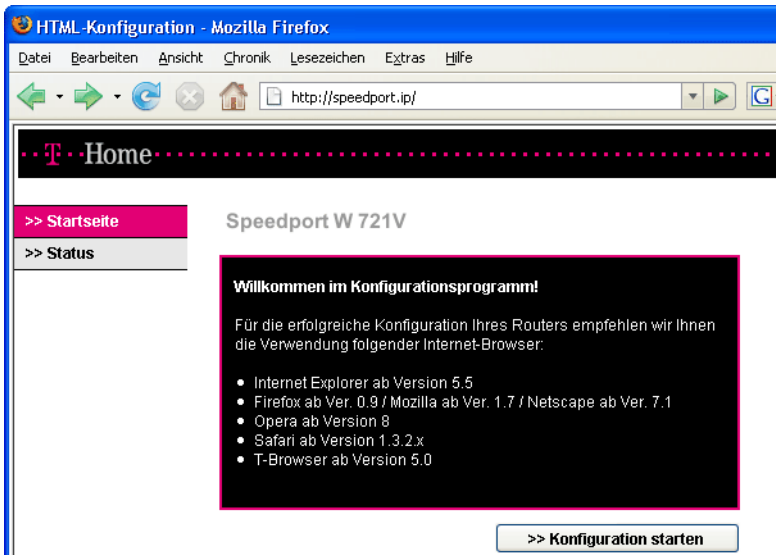 HTML-Konfiguration - Mozilla Firefox
Datei Bearbeiten Ansicht Chronik Lesezeichen Extras Hilfe
http://speedport.ip/
G
··T··Home
>> Startseite
>> Status
Speedport W 721V
Willkommen im Konfigurationsprogramm!
Für die erfolgreiche Konfiguration Ihres Routers empfehlen wir Ihnen
die Verwendung folgender Internet-Browser:
• Internet Explorer ab Version 5.5
• Firefox ab Ver. 0.9 / Mozilla ab Ver. 1.7 / Netscape ab Ver. 7.1
• Opera ab Version 8
• Safari ab Version 1.3.2.x
• T-Browser ab Version 5.0
>> Konfiguration starten